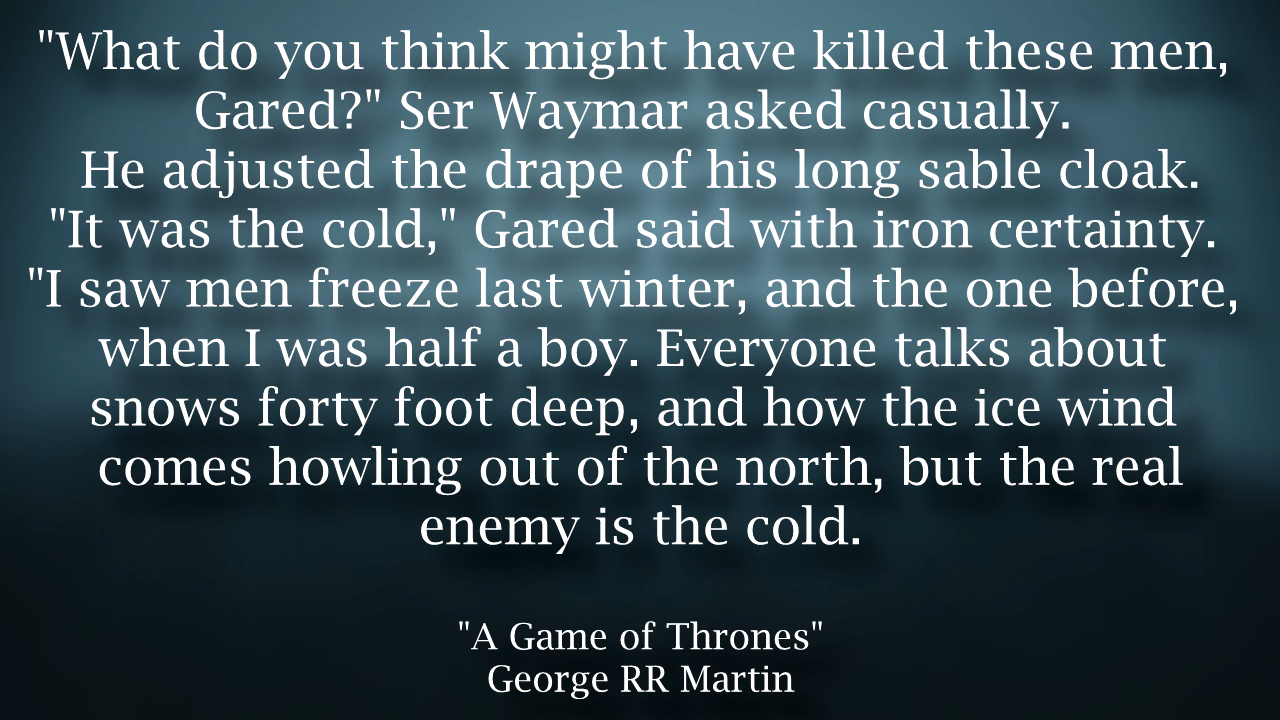 "What do you think might have killed these men,
Gared?" Ser Waymar asked casually.
He adjusted the drape of his long sable cloak.
"It was the cold," Gared said with iron certainty.
"I saw men freeze last winter, and the one before,
when I was half a boy. Everyone talks about
snows forty foot deep, and how the ice wind
comes howling out of the north, but the real
enemy is the cold.
"A Game of Thrones"
George RR Martin